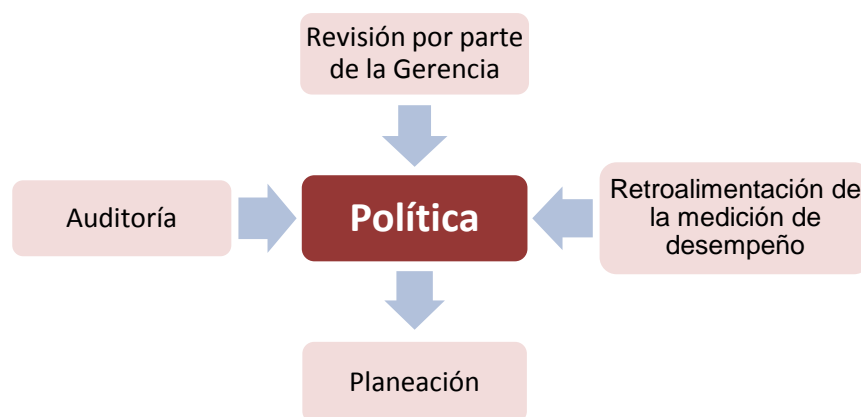 Revisión por parte
de la Gerencia
Auditoría
Política
Retroalimentación de
la medición de
desempeño
Planeación